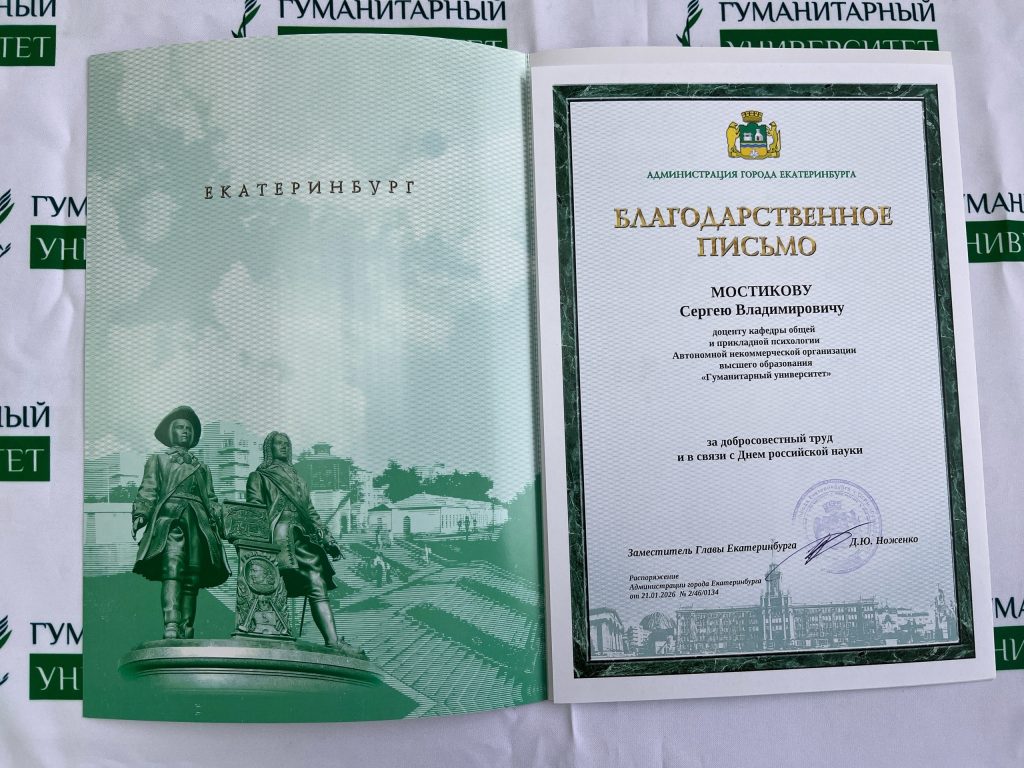 ГУМАНИТАРНЫЙ
УНИВЕРСИТЕТ
ГУМАНИТАРНЫЙ
УНИВЕРСИТЕТ
ЕКАТЕРИНБУРГ
АДМИНИСТРАЦИЯ ГОРОДА ЕКАТЕРИНБУРГА
БЛАГОДАРСТВЕННОЕ
ПИСЬМО
МОСТИКОВУ
Сергею Владимировичу
доценту кафедры общей
и прикладной психологии
Автономной некоммерческой организации
высшего образования
«Гуманитарный университет»
за добросовестный труд
и в связи с Днем российской науки
Заместитель Главы Екатеринбурга
Д.Ю. Ноженко
Распоряжение
Администрации города Екатеринбурга
от 21.01.2026 № 2/46/0134